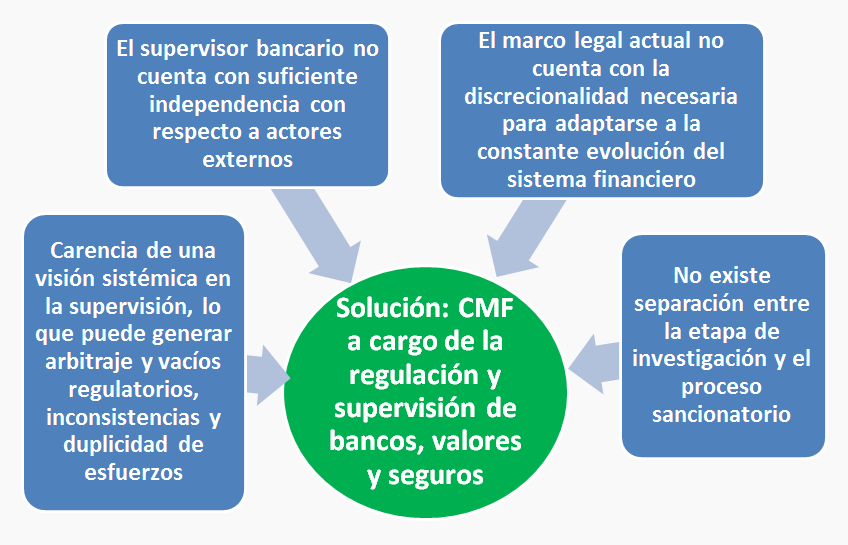 El supervisor bancario no
cuenta con suficiente
independencia con
respecto a actores
externos
El marco legal actual no
cuenta con la
discrecionalidad necesaria
para adaptarse a la
constante evolución del
sistema financiero
Carencia de una
visión sistémica en
la supervisión, lo
que puede generar
arbitraje y vacíos
regulatorios,
inconsistencias y
duplicidad de
esfuerzos
Solución: CMF
a cargo de la
regulación y
supervisión de
bancos, valores
y seguros
No existe
separación entre
la etapa de
investigación y el
proceso
sancionatorio